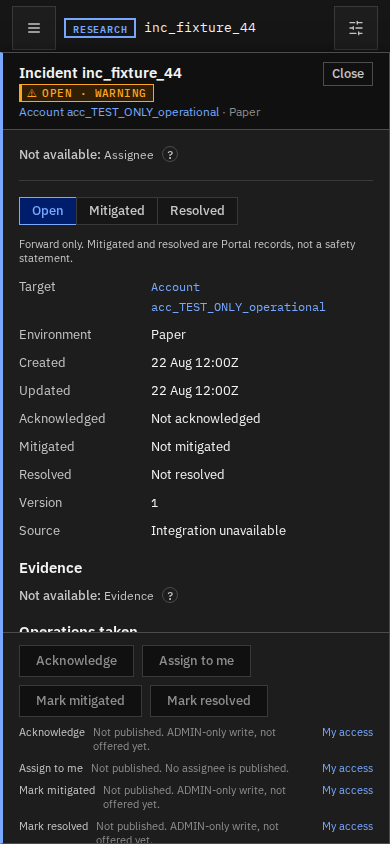 RESEARCH inc_fixture_44
Incident inc_fixture_44 Close
⚠ OPEN · WARNING
Account acc_TEST_ONLY_operational · Paper
Not available: Assignee ?
Open Mitigated Resolved
Forward only. Mitigated and resolved are Portal records, not a safety
statement.
Target Account
acc_TEST_ONLY_operational
Environment Paper
Created 22 Aug 12:00Z
Updated 22 Aug 12:00Z
Acknowledged Not acknowledged
Mitigated Not mitigated
Resolved Not resolved
Version 1
Source Integration unavailable
Evidence
Not available: Evidence ?
Operations taken
Acknowledge Assign to me
Mark mitigated Mark resolved
Acknowledge Not published. ADMIN-only write, not My access
offered yet.
Assign to me Not published. No assignee is published. My access
Mark mitigated Not published. ADMIN-only write, not My access
offered yet.
Mark resolved Not published. ADMIN-only write, not My access
offered yet.